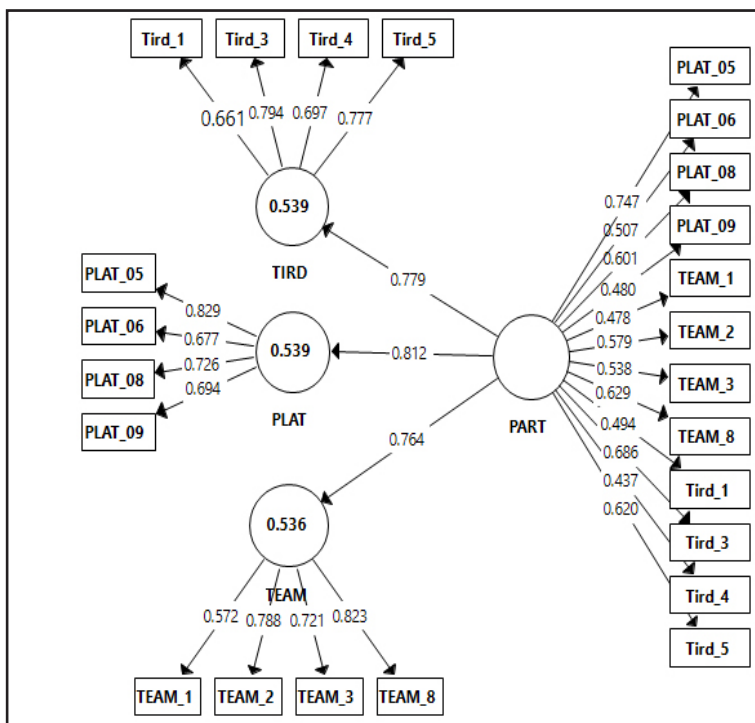 Tird_1
Tird_3
Tird_4
Tird_5
0.661
0.794
0.697
0.777
0.539
TIRD
0.779
PLAT_05
PLAT_06
PLAT_08
PLAT_09
0.829
0.677
0.726
0.694
0.539
PLAT
0.812
PART
0.764
0.536
TEAM
0.572
0.788
0.721
0.823
TEAM_1
TEAM_2
TEAM_3
TEAM_8
0.747
0.507
0.601
0.480
0.478
0.579
0.538
0.629
0.494
0.686
0.437
0.620
PLAT_05
PLAT_06
PLAT_08
PLAT_09
TEAM_1
TEAM_2
TEAM_3
TEAM_8
Tird_1
Tird_3
Tird_4
Tird_5